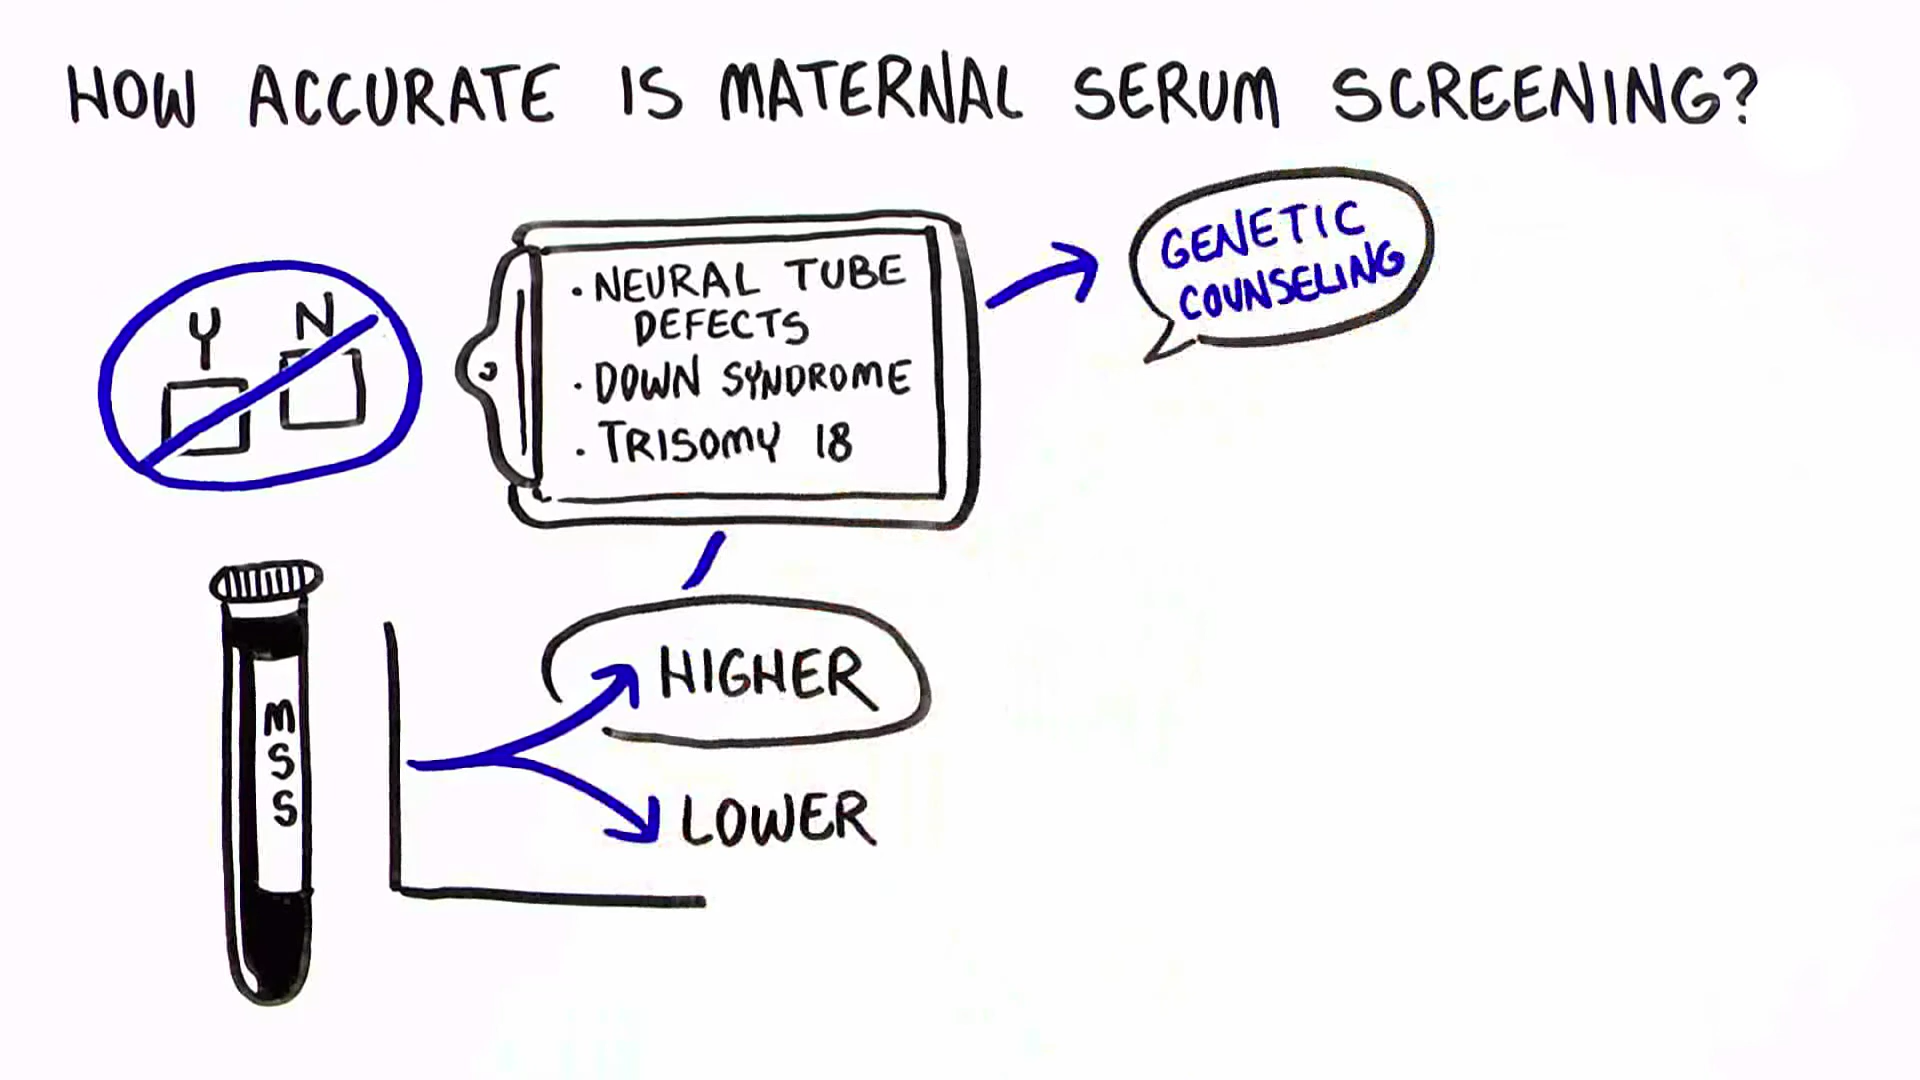 HOW ACCURATE IS MATERNAL SERUM SCREENING?
Y N
• NEURAL TUBE
DEFECTS
• DOWN SYNDROME
• TRISOMY 18
GENETIC
COUNSELING
MSS
HIGHER
LOWER